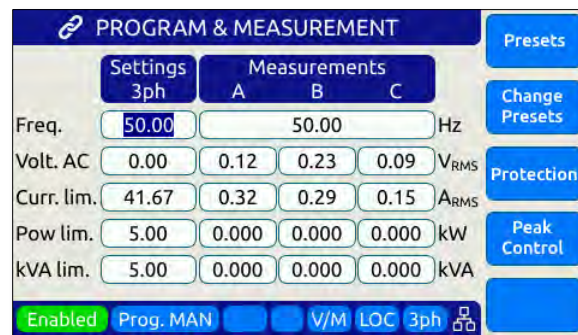 PROGRAM & MEASUREMENT
Settings 3ph Measurements A B C
Freq. 50.00 50.00 Hz
Volt. AC 0.00 0.12 0.23 0.09 VRMS
Curr. lim. 41.67 0.32 0.29 0.15 ARMS
Pow lim. 5.00 0.000 0.000 0.000 kW
kVA lim. 5.00 0.000 0.000 0.000 kVA
Enabled Prog. MAN V/M LOC 3ph
Presets
Change
Presets
Protection
Peak
Control